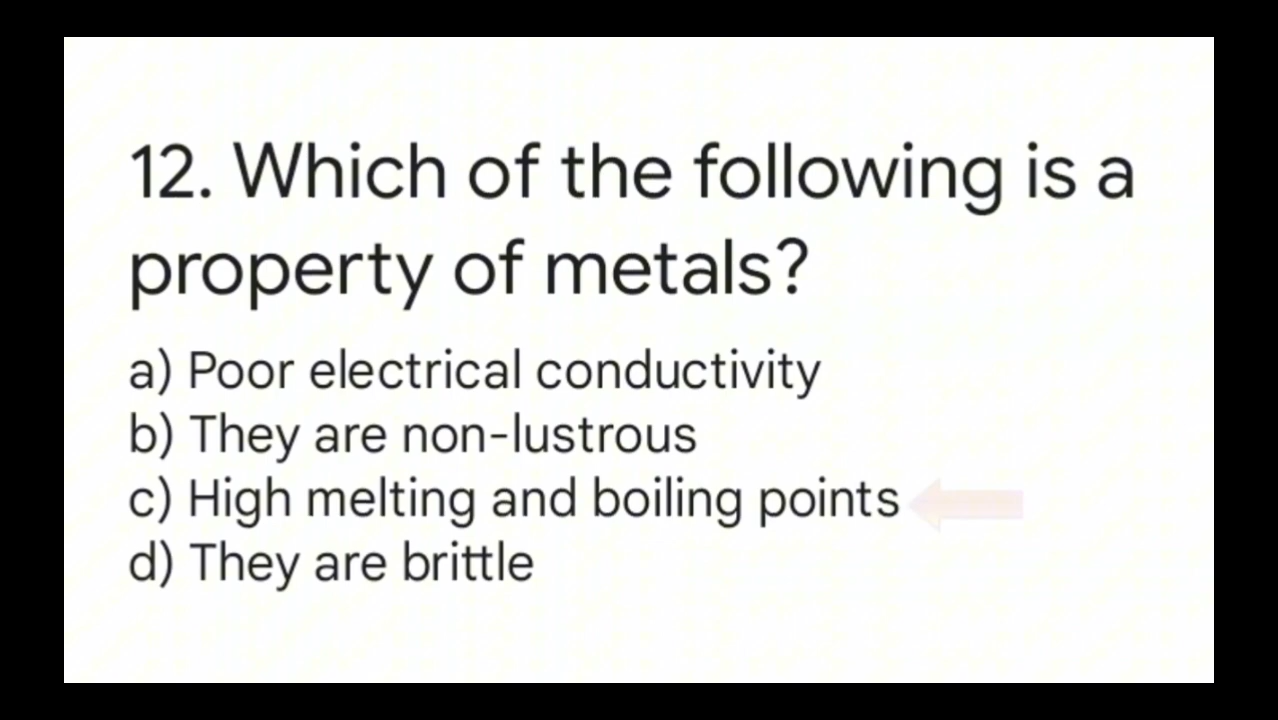 12. Which of the following is a
property of metals?
a) Poor electrical conductivity
b) They are non-lustrous
c) High melting and boiling points
d) They are brittle